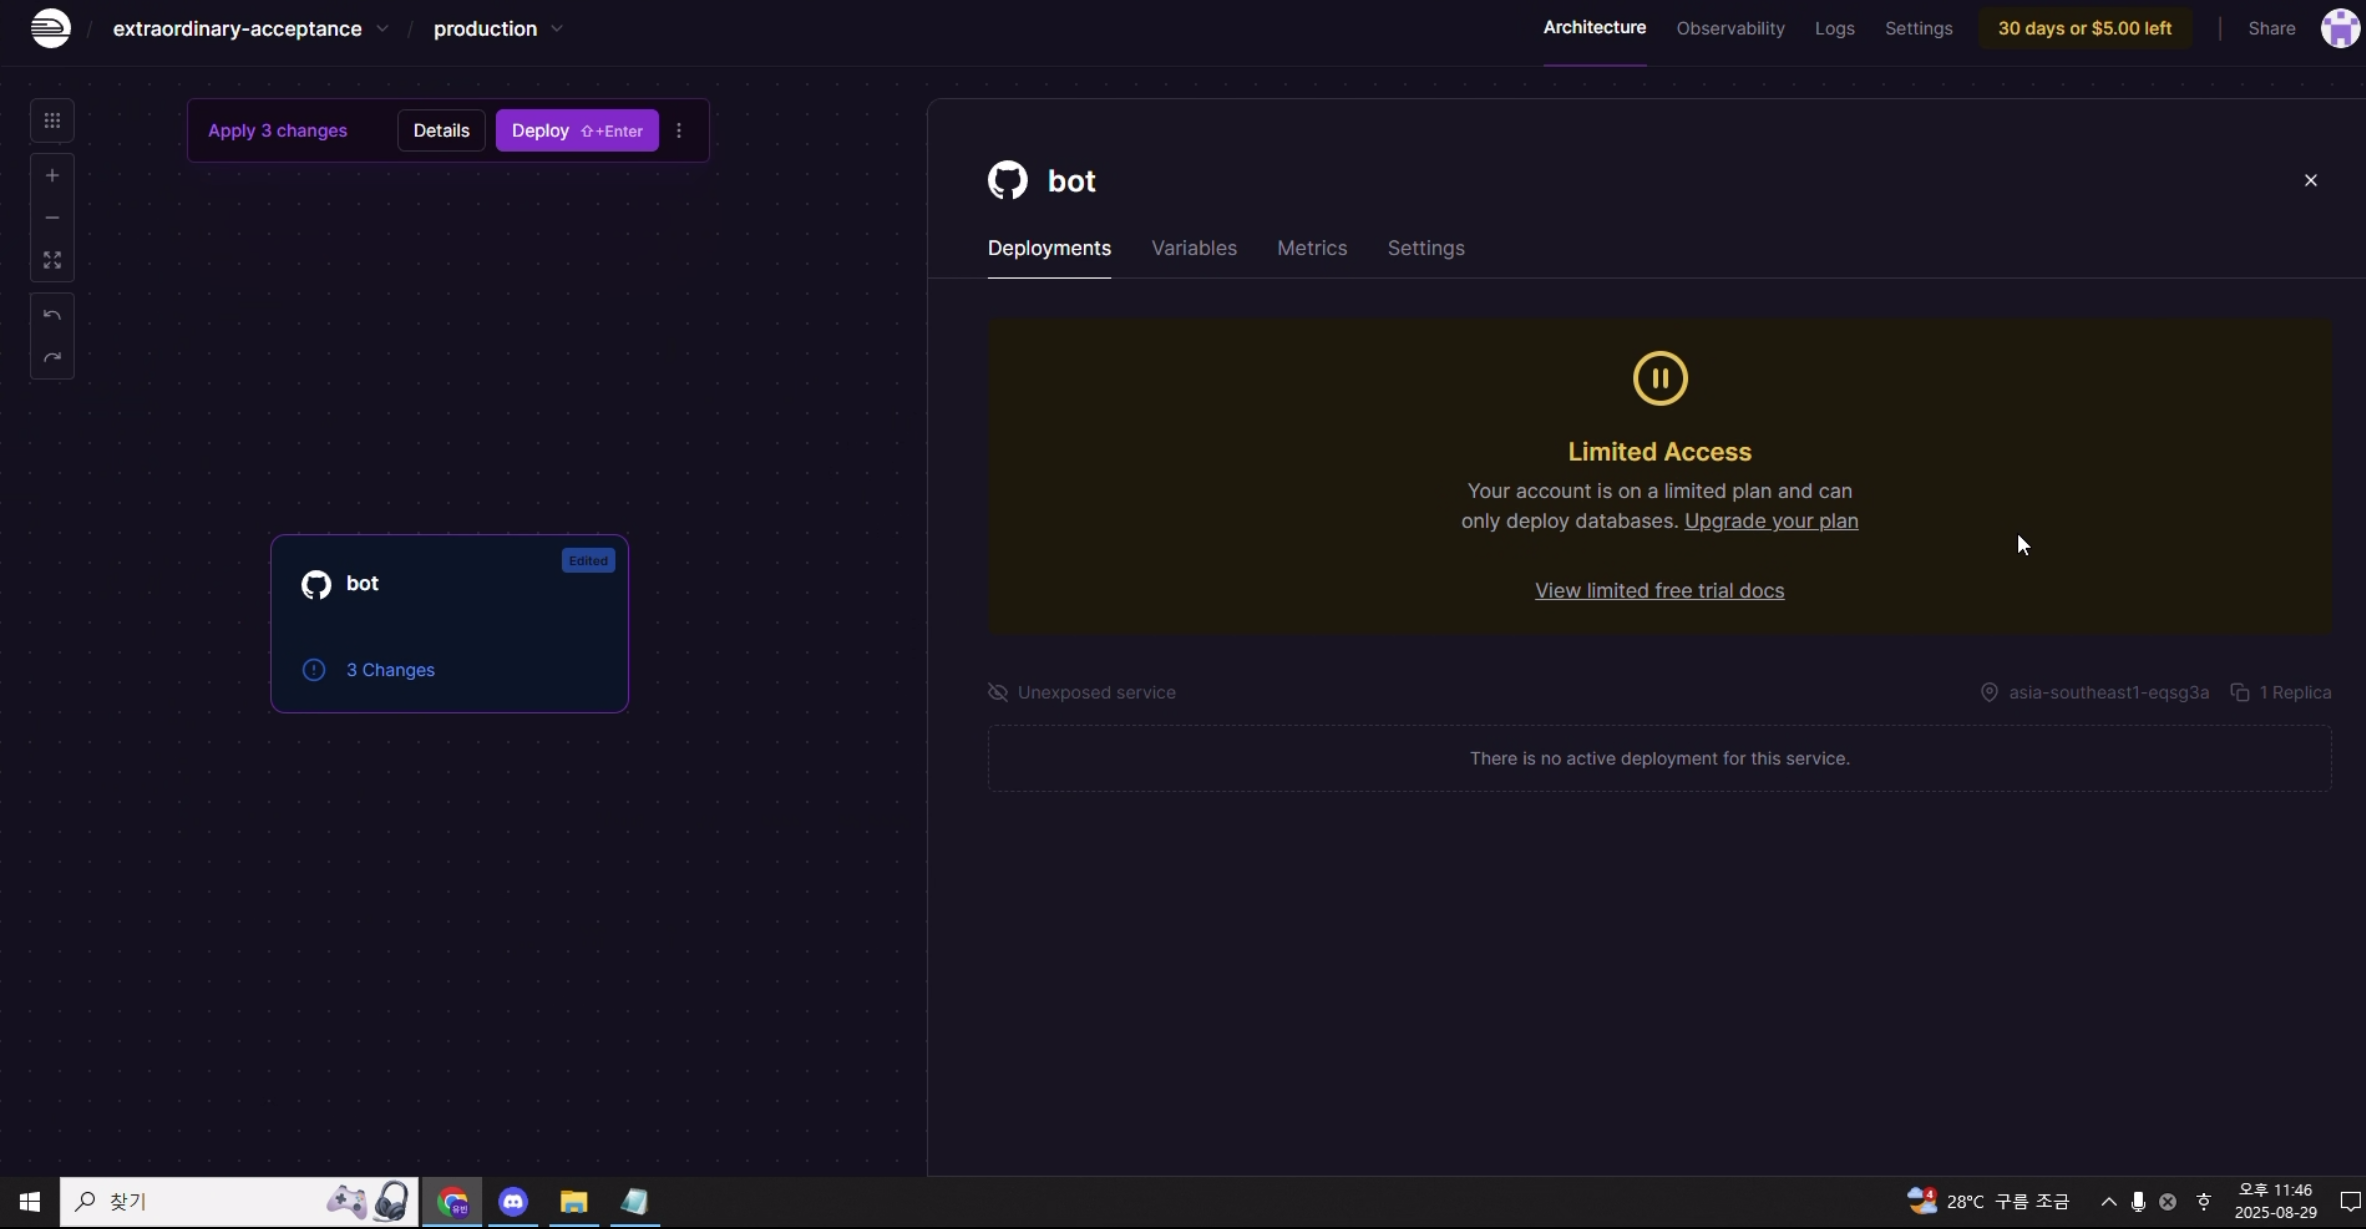 extraordinary-acceptance
production
Architecture
Observability
Logs
Settings
30 days or $5.00 left
Share
Apply 3 changes
Details
Deploy ⇧+Enter
bot
Deployments
Variables
Metrics
Settings
Limited Access
Your account is on a limited plan and can
only deploy databases. Upgrade your plan
View limited free trial docs
Edited
bot
3 Changes
Unexposed service
asia-southeast1-eqsg3a
1 Replica
There is no active deployment for this service.
찾기
유빈
4
28°C 구름 조금
오후 11:46
2025-08-29